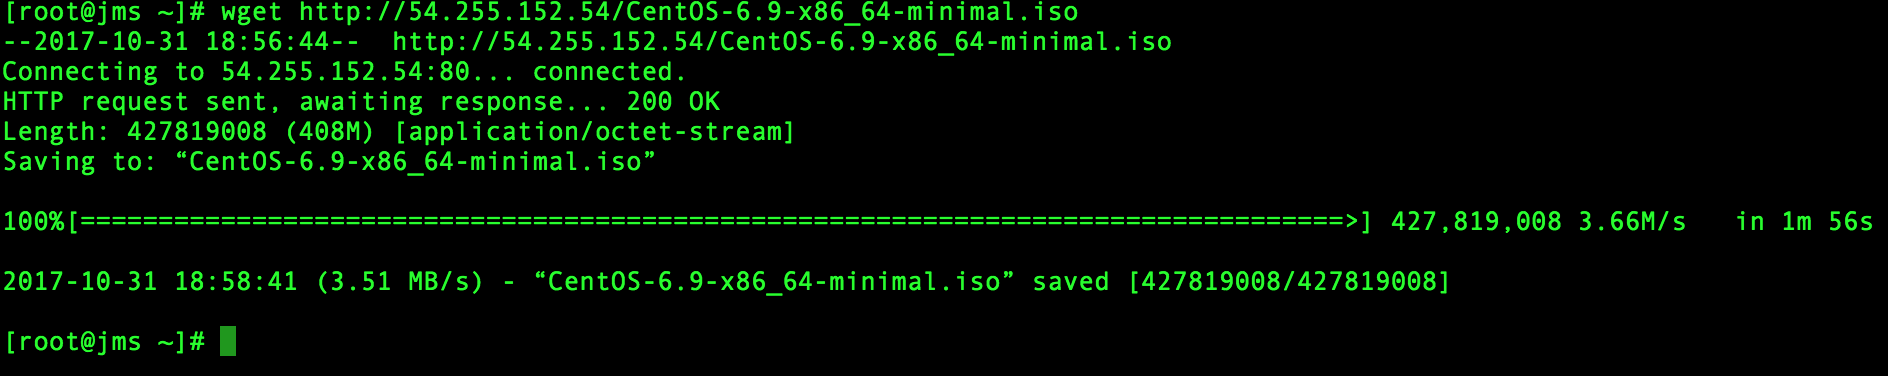 [root@jms ~]# wget http://54.255.152.54/CentOS-6.9-x86_64-minimal.iso
--2017-10-31 18:56:44--  http://54.255.152.54/CentOS-6.9-x86_64-minimal.iso
Connecting to 54.255.152.54:80... connected.
HTTP request sent, awaiting response... 200 OK
Length: 427819008 (408M) [application/octet-stream]
Saving to: “CentOS-6.9-x86_64-minimal.iso”
100%[=================================================================================>] 427,819,008 3.66M/s   in 1m 56s
2017-10-31 18:58:41 (3.51 MB/s) - “CentOS-6.9-x86_64-minimal.iso” saved [427819008/427819008]
[root@jms ~]#